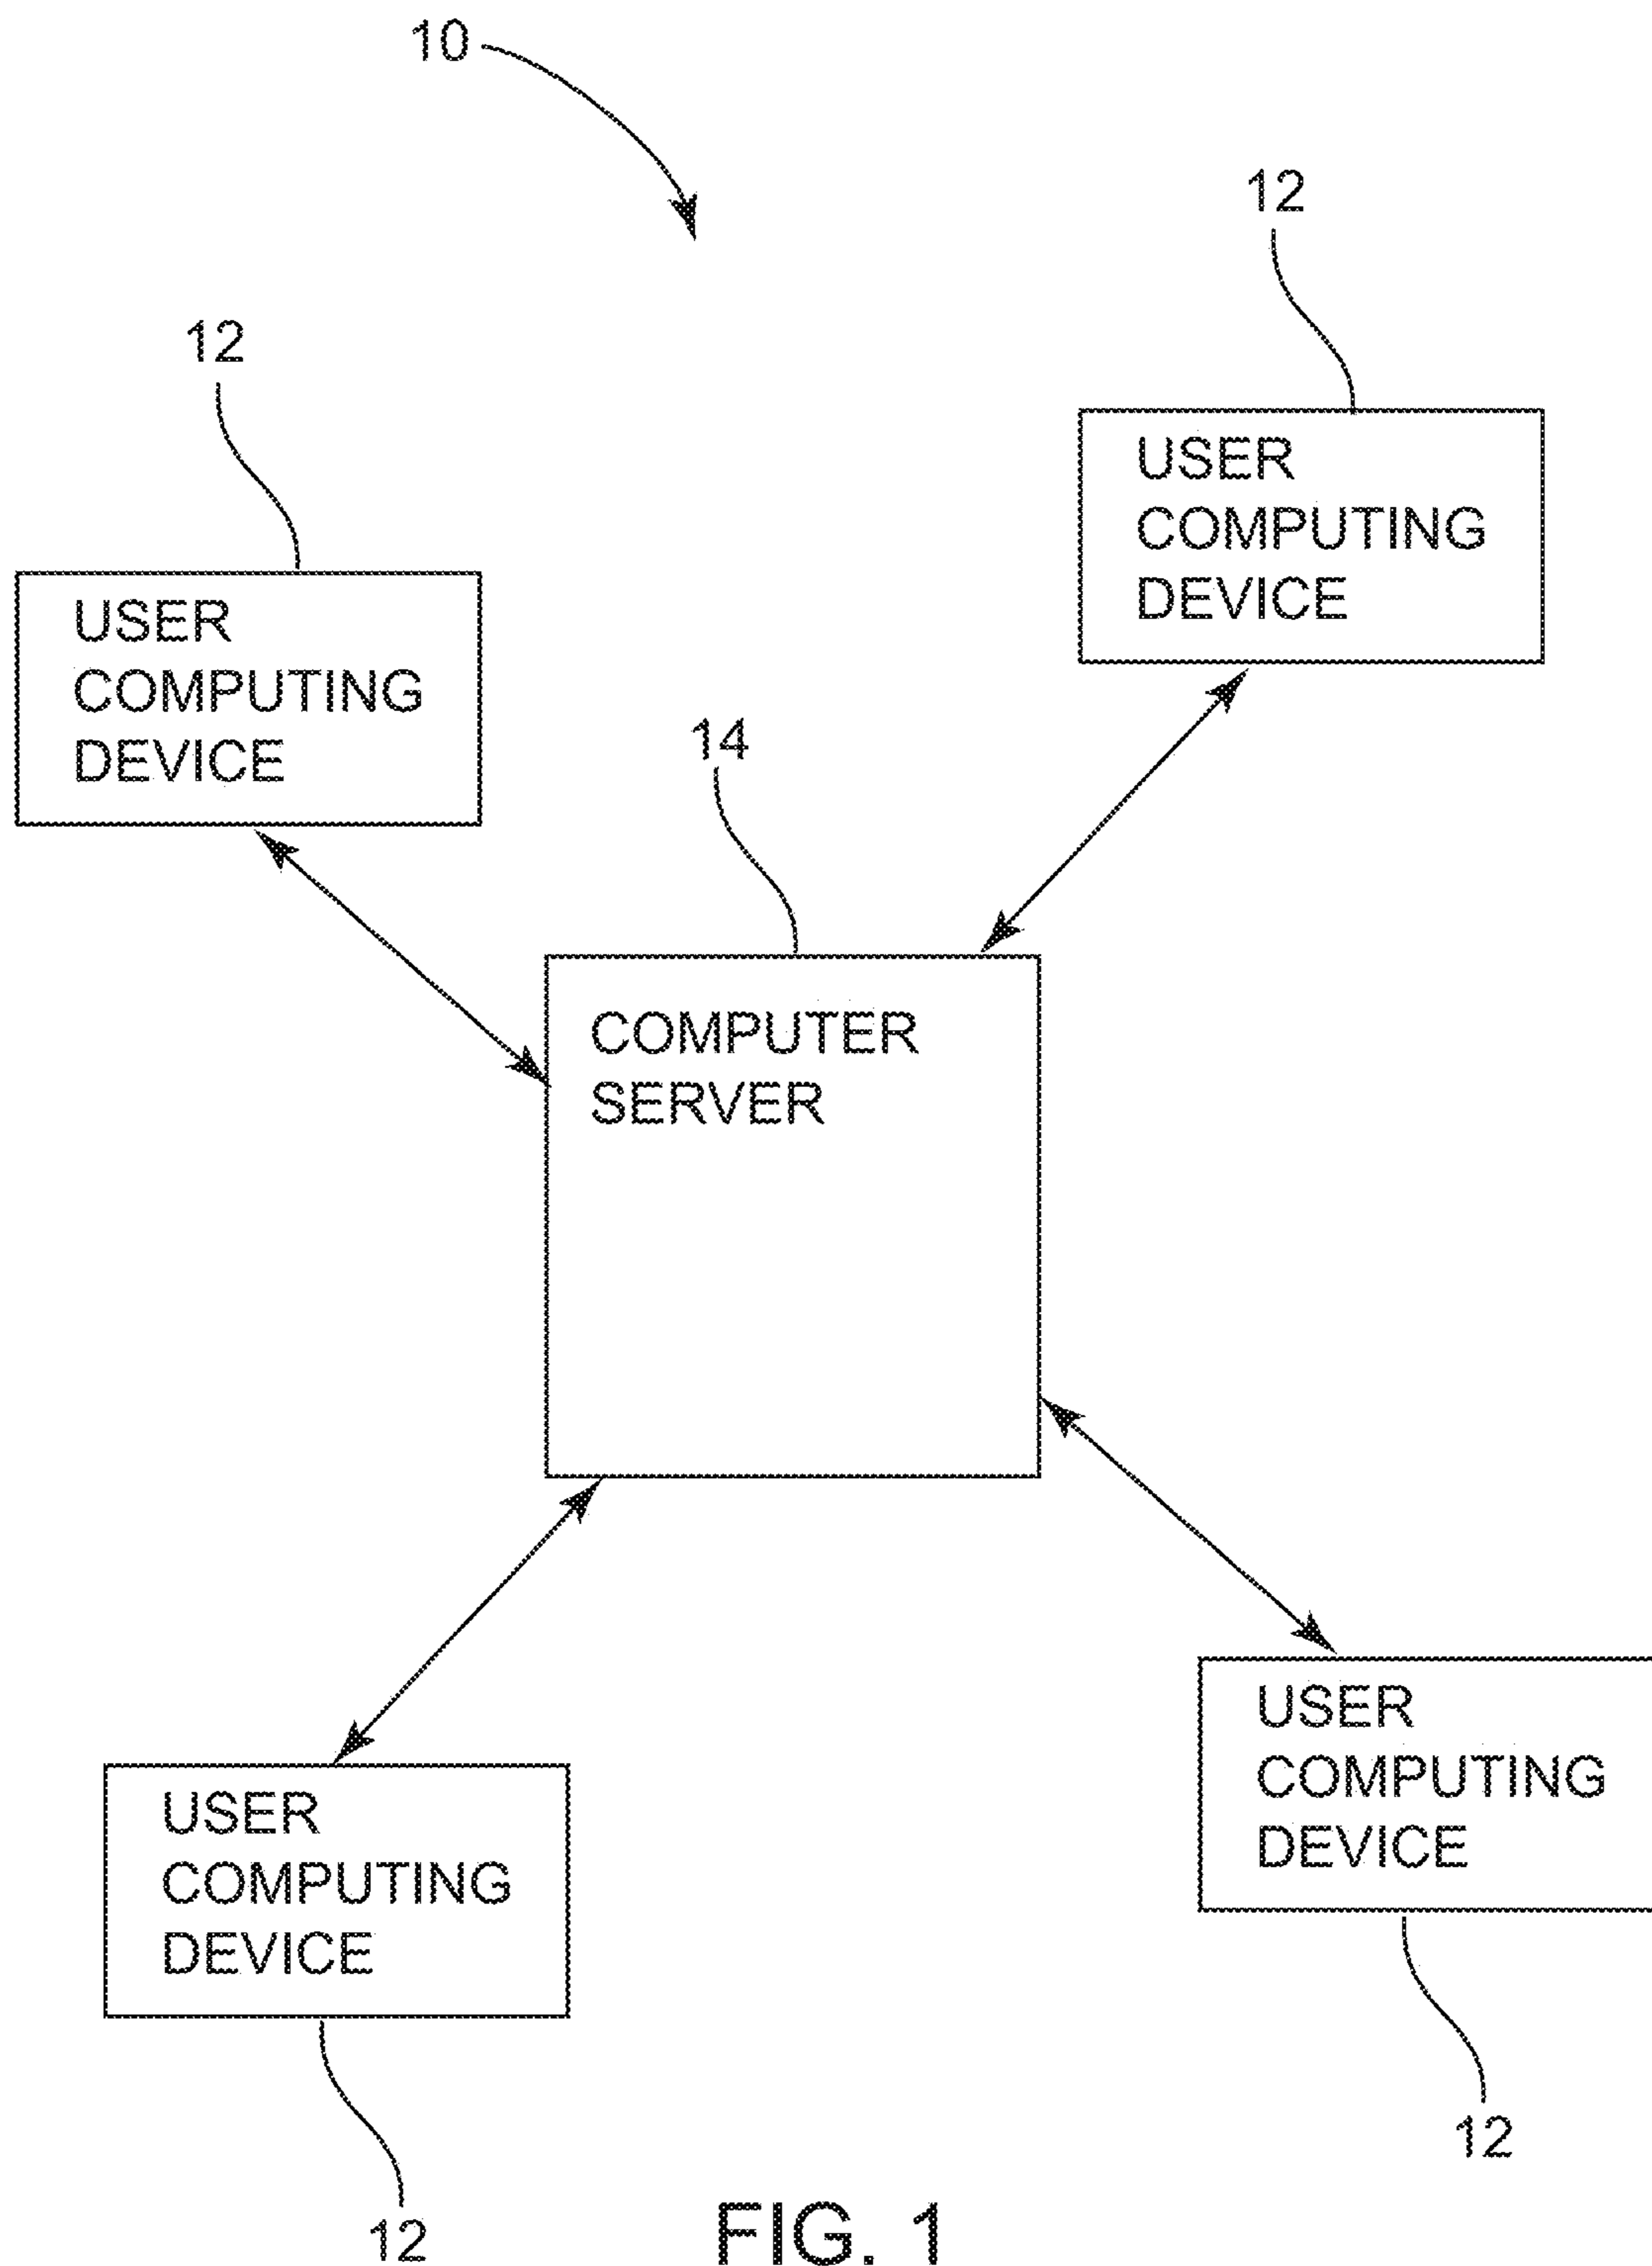 10
12
12
USER
COMPUTING
DEVICE
USER
COMPUTING
DEVICE
14
COMPUTER
SERVER
USER
COMPUTING
DEVICE
USER
COMPUTING
DEVICE
12
12
FIG. 1